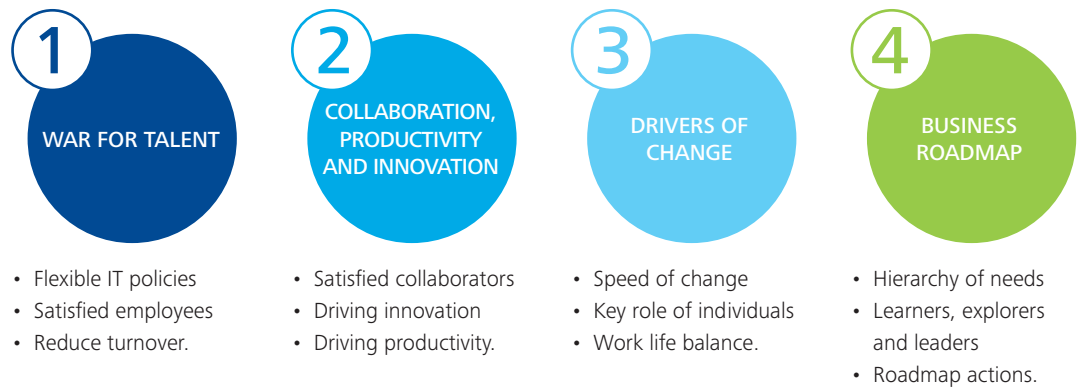 1
WAR FOR TALENT
• Flexible IT policies
• Satisfied employees
• Reduce turnover.
2
COLLABORATION,
PRODUCTIVITY
AND INNOVATION
• Satisfied collaborators
• Driving innovation
• Driving productivity.
3
DRIVERS OF
CHANGE
• Speed of change
• Key role of individuals
• Work life balance.
4
BUSINESS
ROADMAP
• Hierarchy of needs
• Learners, explorers
and leaders
• Roadmap actions.